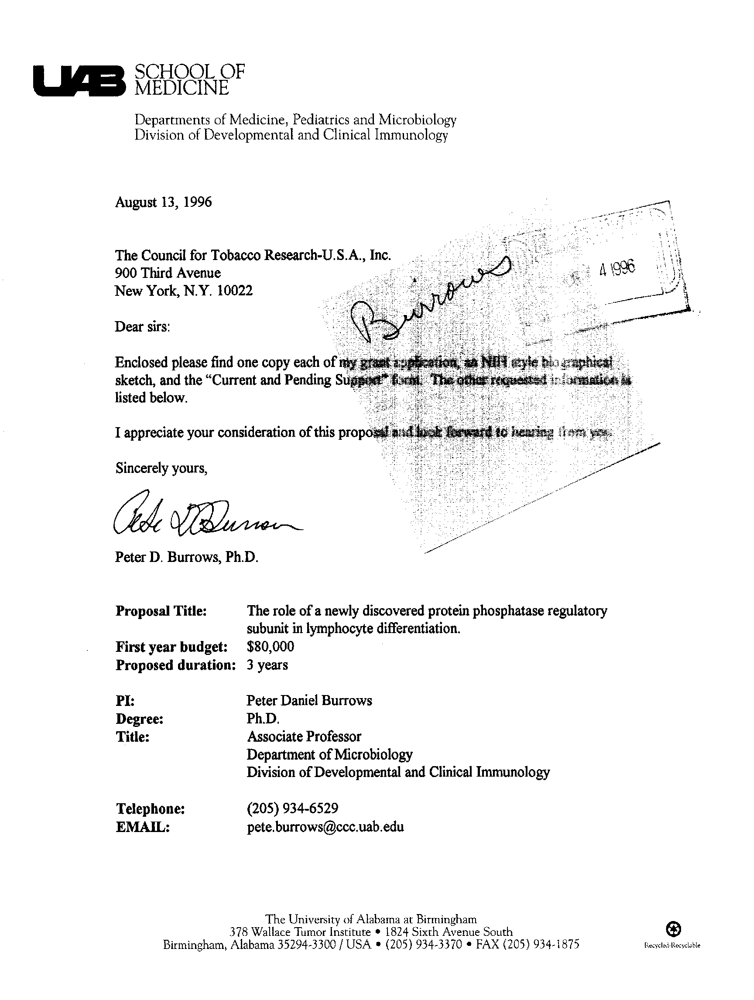 UAB SCHOOL OF
MEDICINE
Departments of Medicine, Pediatrics and Microbiology
Division of Developmental and Clinical Immunology
August 13, 1996
The Council for Tobacco Research-U.S.A., Inc.
900 Third Avenue
New York, N.Y. 10022
Burrows
4 1996
Dear sirs:
Enclosed please find one copy each of my grant application, an NIH style biographical
sketch, and the "Current and Pending Support" form. The other requested information is
listed below.
I appreciate your consideration of this proposal and look forward to hearing from you.
Sincerely yours,
Pete D Burrows
Peter D. Burrows, Ph.D.
Proposal Title: The role of a newly discovered protein phosphatase regulatory
subunit in lymphocyte differentiation.
First year budget: $80,000
Proposed duration: 3 years
PI: Peter Daniel Burrows
Degree: Ph.D.
Title: Associate Professor
Department of Microbiology
Division of Developmental and Clinical Immunology
Telephone: (205) 934-6529
EMAIL: pete.burrows@ccc.uab.edu
The University of Alabama at Birmingham
378 Wallace Tumor Institute • 1824 Sixth Avenue South
Birmingham, Alabama 35294-3300 / USA • (205) 934-3370 • FAX (205) 934-1875
Recycled-Recyclable